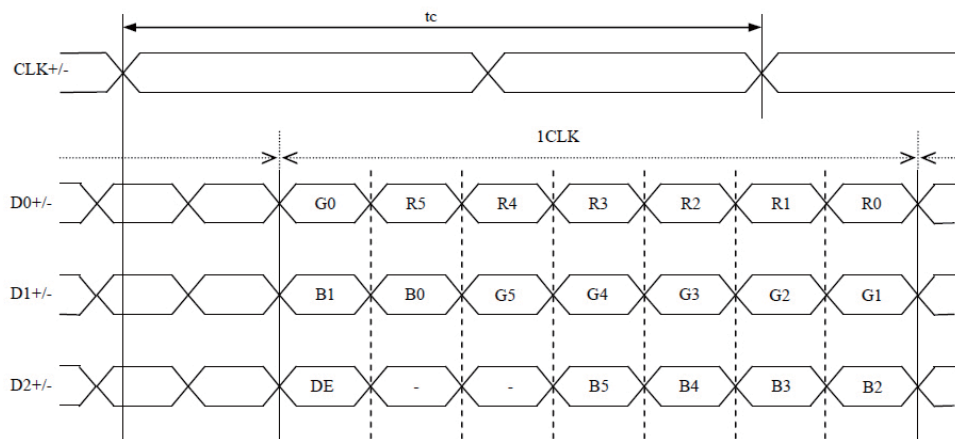 tc
CLK+/-
1CLK
D0+/- G0 R5 R4 R3 R2 R1 R0
D1+/- B1 B0 G5 G4 G3 G2 G1
D2+/- DE - - B5 B4 B3 B2